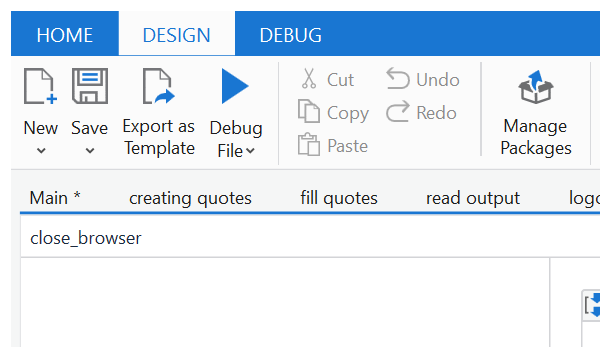 HOME DESIGN DEBUG
New Save Export as Template Debug File
Cut Undo
Copy Redo
Paste
Manage Packages
Main * creating quotes fill quotes read output
close_browser